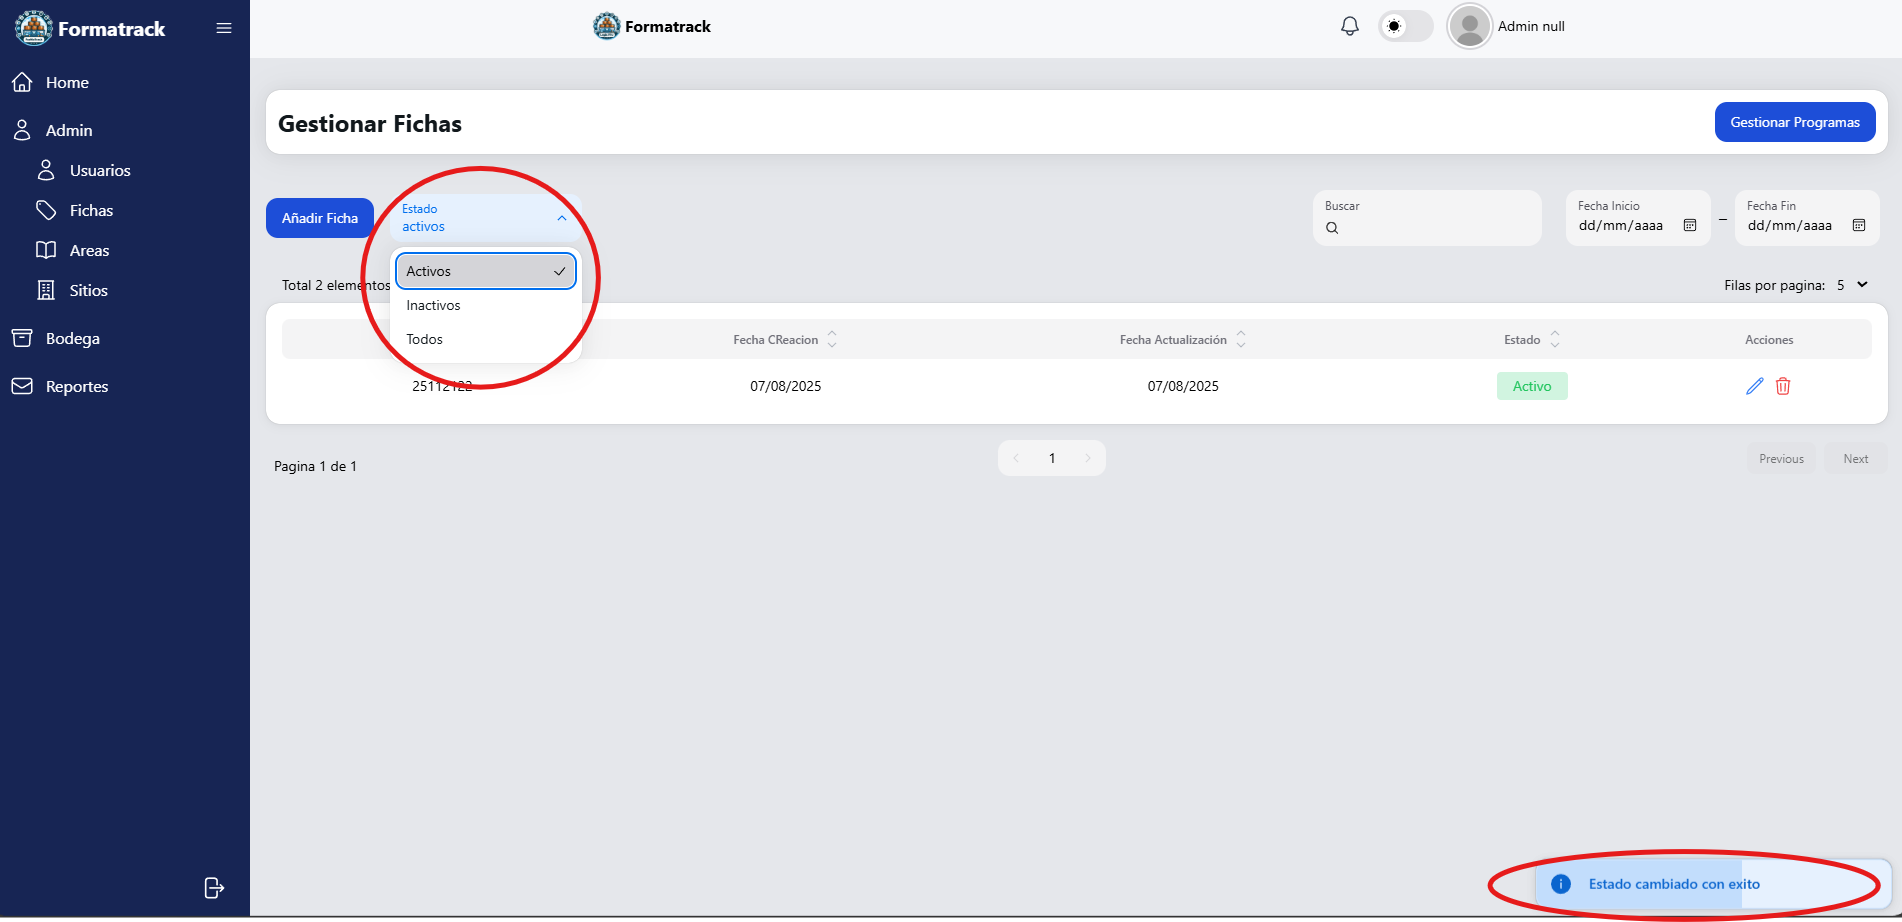 Formatrack
Formatrack
Admin null
Home
Admin
Usuarios
Fichas
Areas
Sitios
Bodega
Reportes
Gestionar Fichas
Gestionar Programas
Añadir Ficha
Estado
activos
Activos
Inactivos
Todos
Buscar
Fecha Inicio
dd/mm/aaaa
–
Fecha Fin
dd/mm/aaaa
Total 2 elementos
Filas por pagina: 5
Fecha CReacion
Fecha Actualización
Estado
Acciones
25112122
07/08/2025
07/08/2025
Activo
Pagina 1 de 1
1
Previous
Next
Estado cambiado con exito